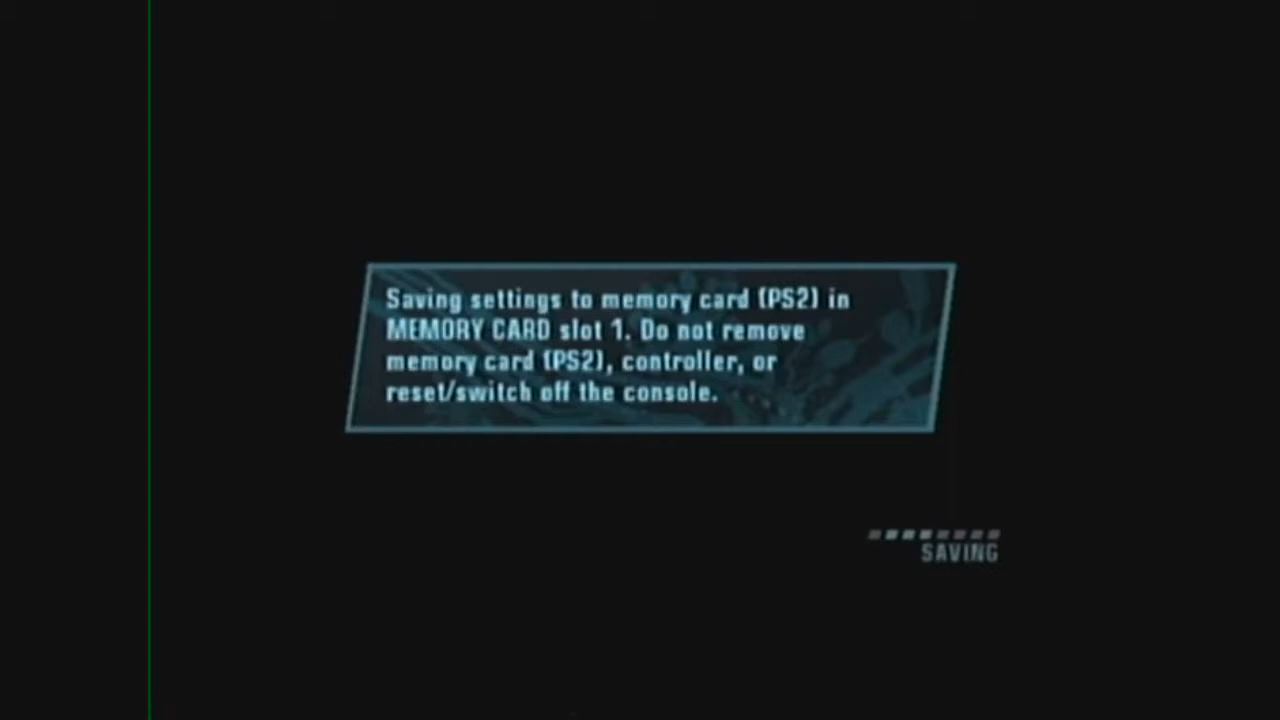 Saving settings to memory card (PS2) in
MEMORY CARD slot 1. Do not remove
memory card (PS2), controller, or
reset/switch off the console.
SAVING